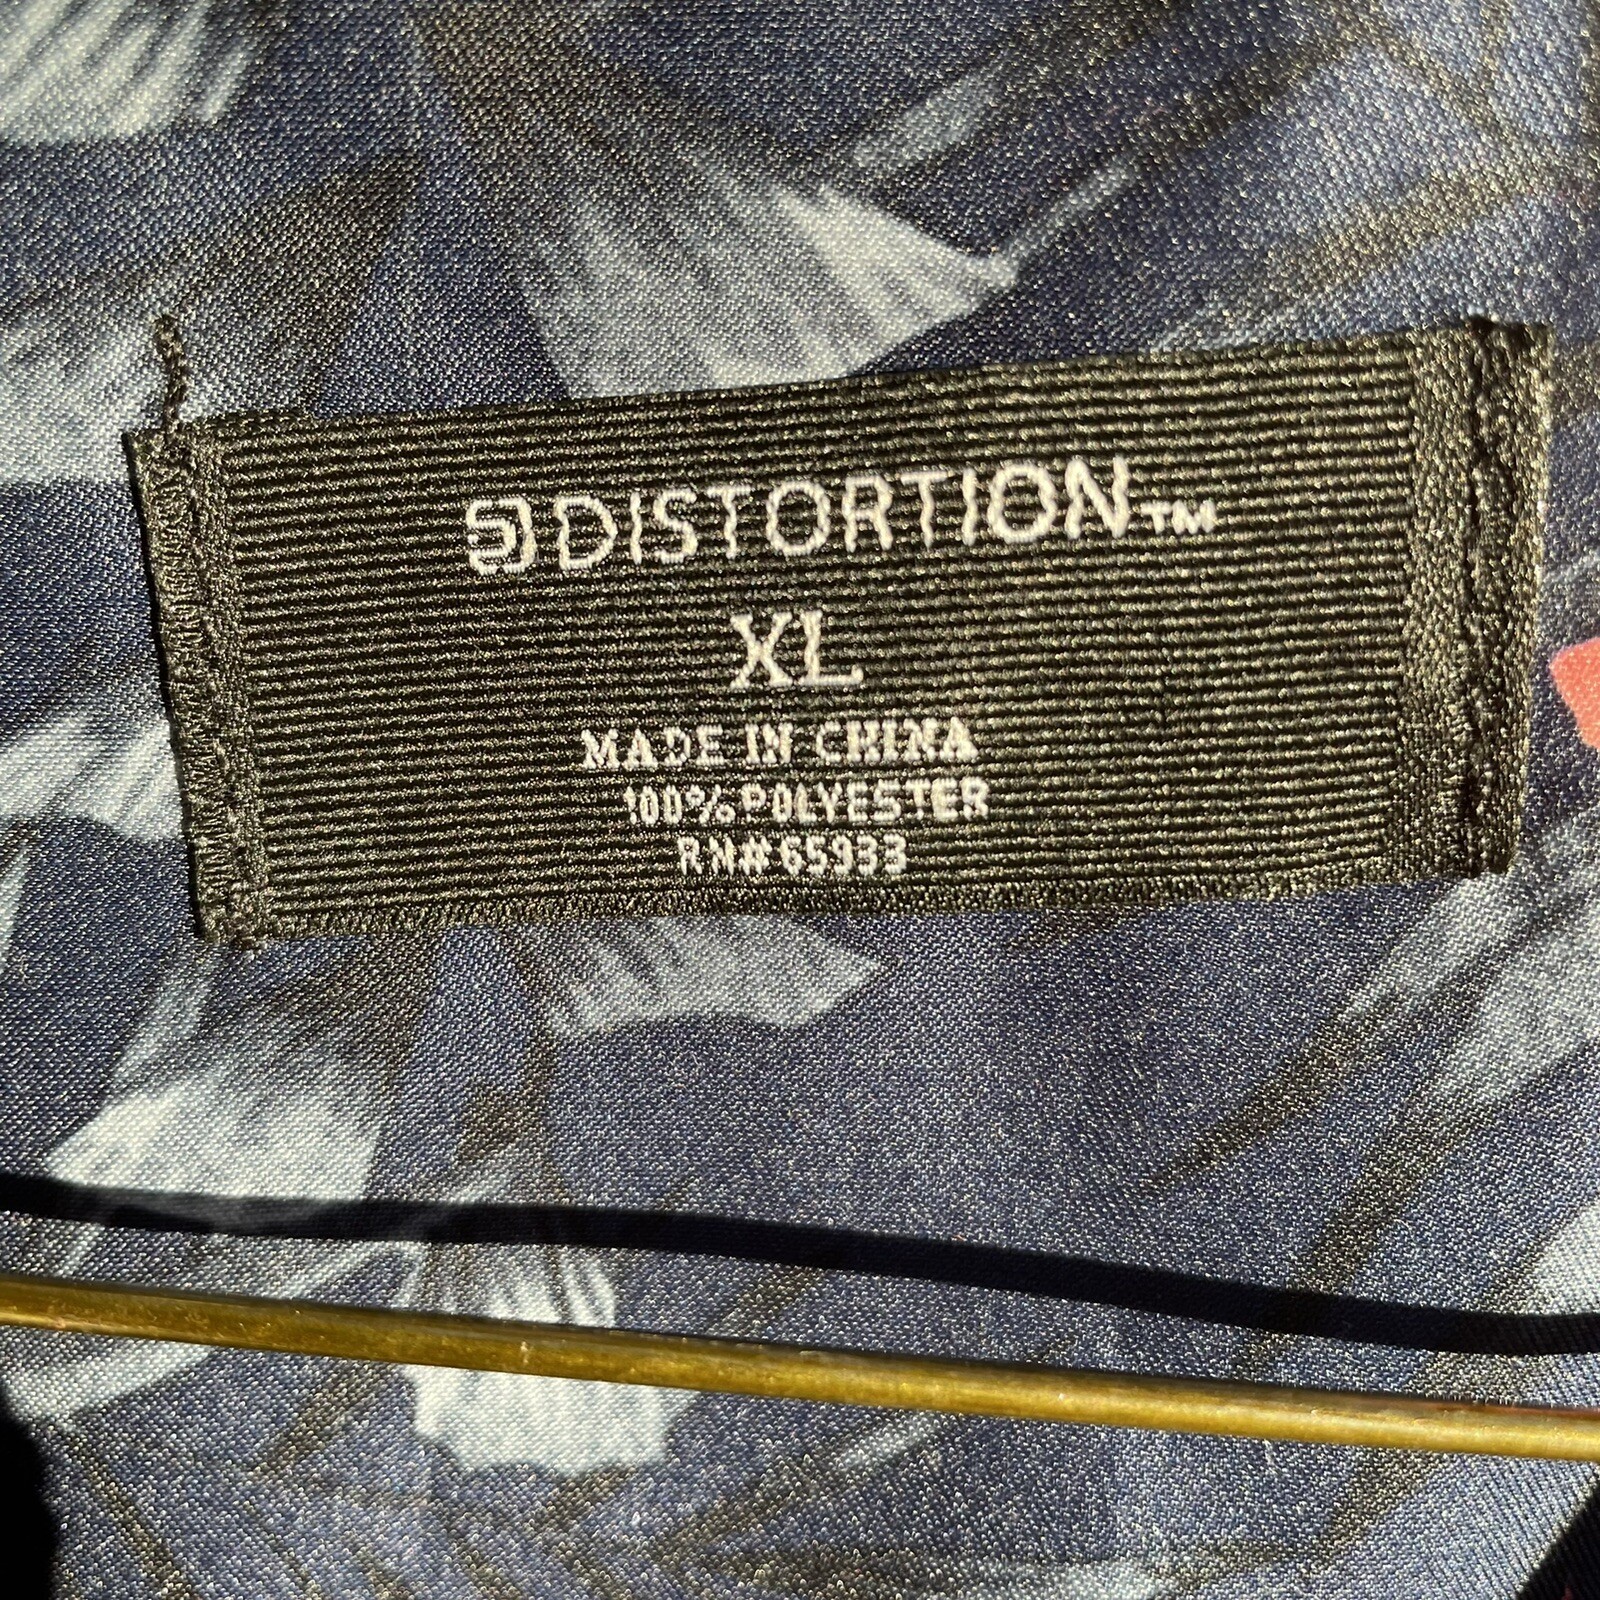 DISTORTION™
XL
MADE IN CHINA
100% POLYESTER
RN# 65933